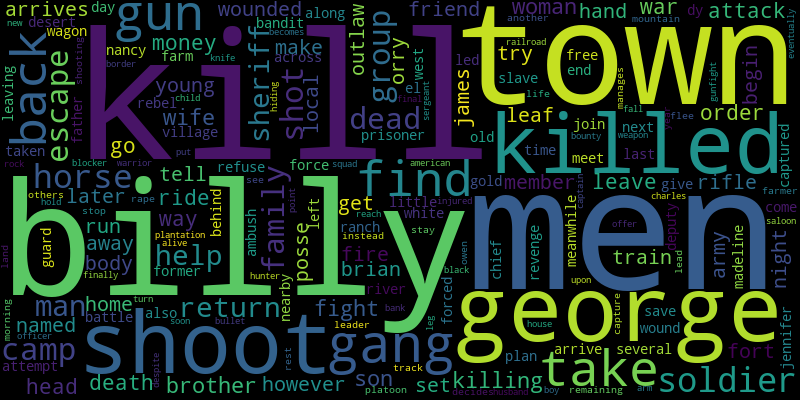 arrives day gun wounded along friend woman hand war dy attack
new desert bandit another mountain
wagon money outlaw becomes eventually
back nancy farm make group orry try railroad free
escape kill sheriff shot across west town led slave end begin
leaving father young local el james manages gunfight
shooting rebel child wife border knife dead final sergeant life fall flee year
taken go village hiding prisoner old leaf order
rock blocker warrior put force squad american killed join next captured
horse refuse find time meet last weapon bounty
others hold later tell family get gold member leave give rifle farmer
stop rape ride see behind left little injured charles come saloon
run plantation way point white reach chief captain
guard away alive help ambush posse ranch instead stay revenge meanwhile offer deputy army night
billy body former hunter nearby brian fire owen black men train lead madeline
finally river upon
land man home turn return fight forced george capture save
morning named battle also soon bullet leader bank leg house wound jennifer
officer shoot gang plan arrive several fort
camp attempt despite rest track take
head death brother however son set killing soldier
platoon decides husband boy remaining arm